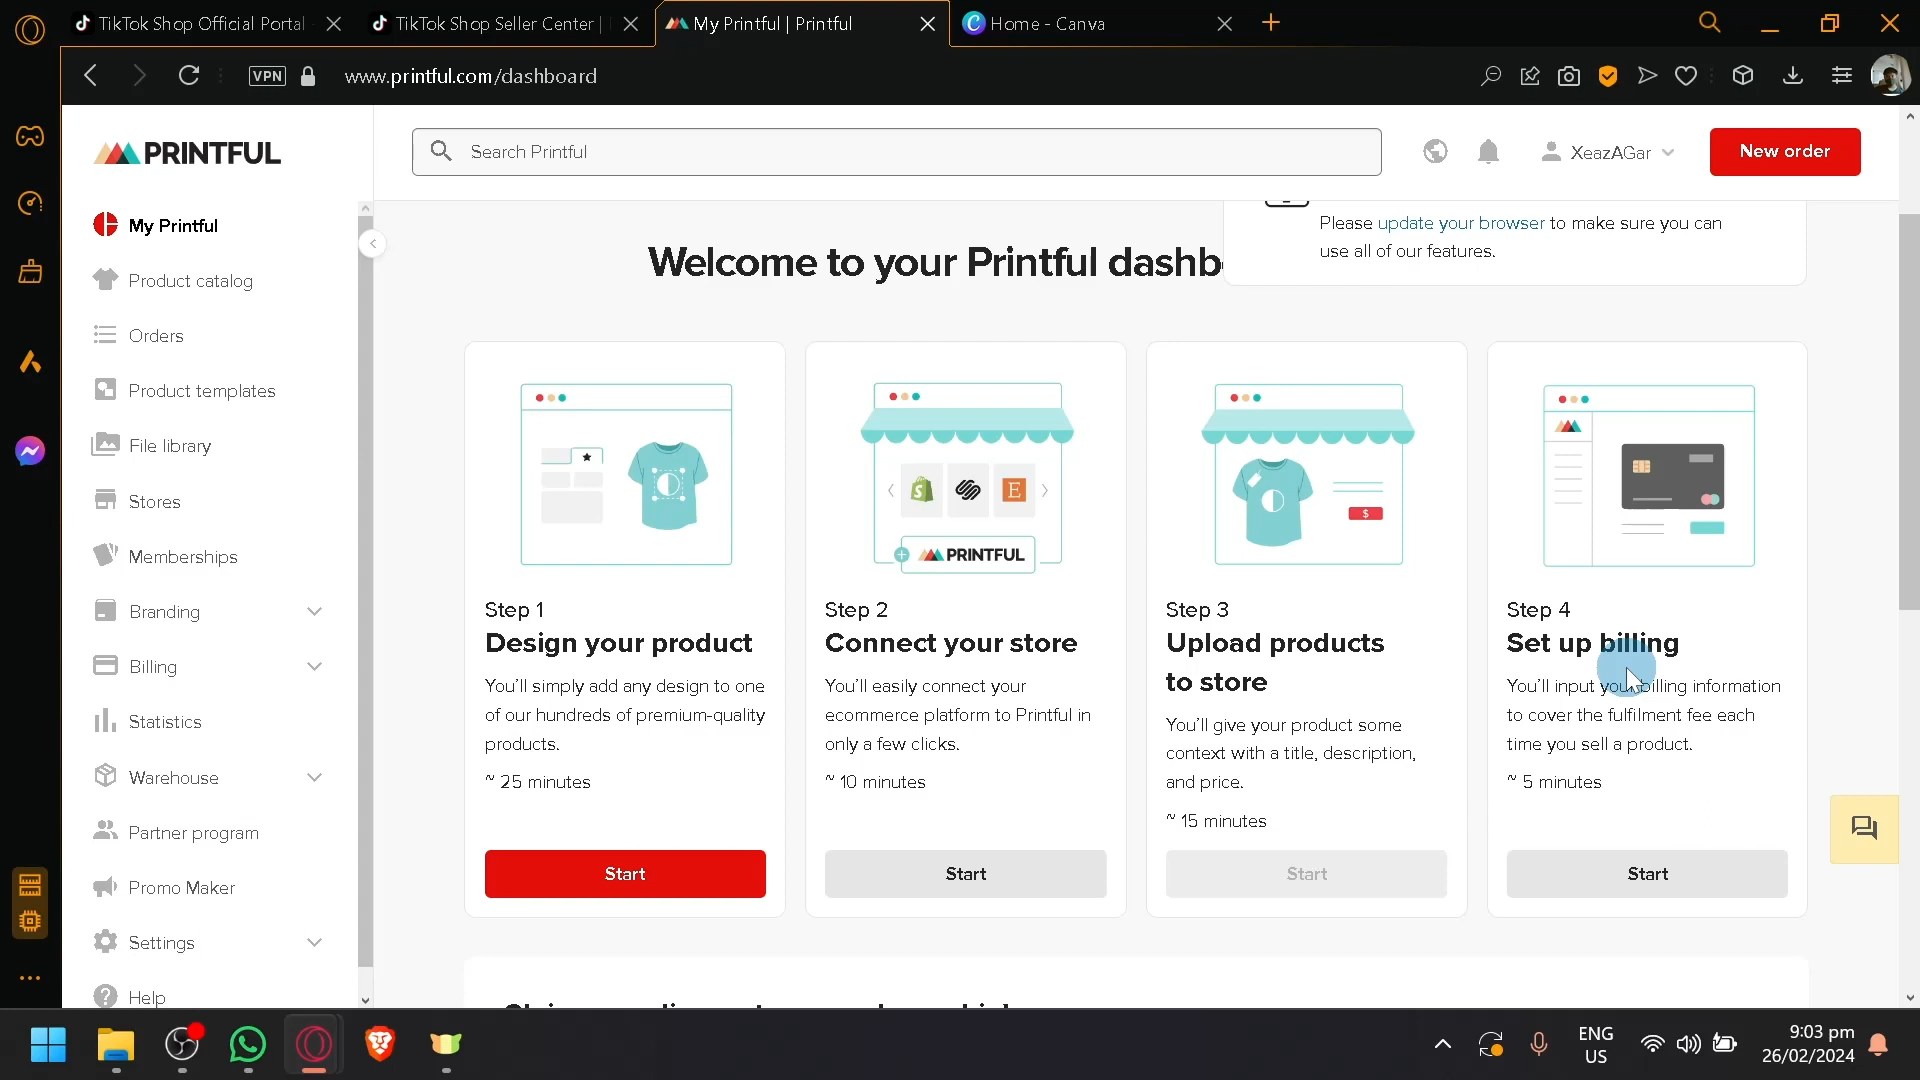 TikTok Shop Official Portal
TikTok Shop Seller Center |
My Printful | Printful
Home - Canva
VPN
www.printful.com/dashboard
PRINTFUL
Search Printful
XeazAGar
New order
My Printful
Product catalog
Orders
Product templates
File library
Stores
Memberships
Branding
Billing
Statistics
Warehouse
Partner program
Promo Maker
Settings
Help
Please update your browser to make sure you can
use all of our features.
Welcome to your Printful dashb
PRINTFUL
E
$
Step 1
Design your product
You'll simply add any design to one
of our hundreds of premium-quality
products.
~ 25 minutes
Start
Step 2
Connect your store
You'll easily connect your
ecommerce platform to Printful in
only a few clicks.
~ 10 minutes
Start
Step 3
Upload products
to store
You'll give your product some
context with a title, description,
and price.
~ 15 minutes
Start
Step 4
Set up billing
You'll input your billing information
to cover the fulfilment fee each
time you sell a product.
~ 5 minutes
Start
ENG
US
9:03 pm
26/02/2024